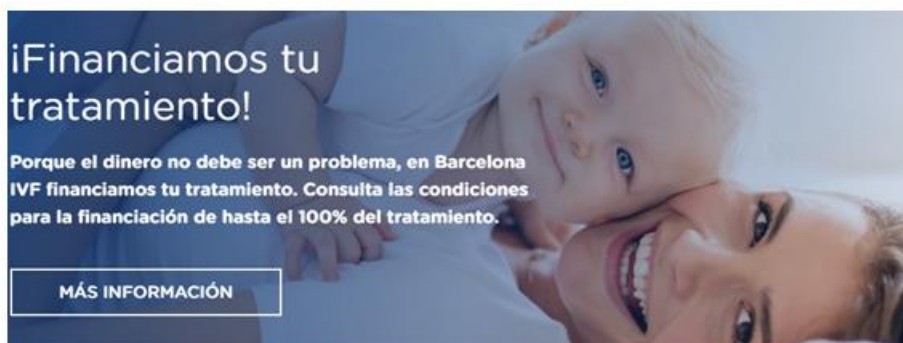 ¡Financiamos tu
tratamiento!
Porque el dinero no debe ser un problema, en Barcelona
IVF financiamos tu tratamiento. Consulta las condiciones
para la financiación de hasta el 100% del tratamiento.
MÁS INFORMACIÓN